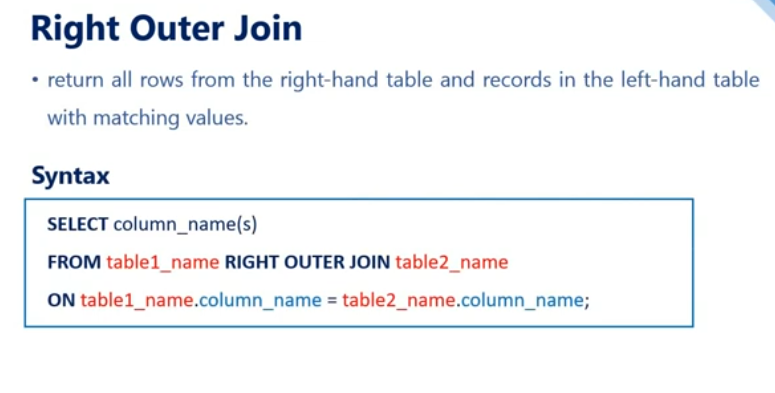 Right Outer Join
• return all rows from the right-hand table and records in the left-hand table
with matching values.
Syntax
SELECT column_name(s)
FROM table1_name RIGHT OUTER JOIN table2_name
ON table1_name.column_name = table2_name.column_name;